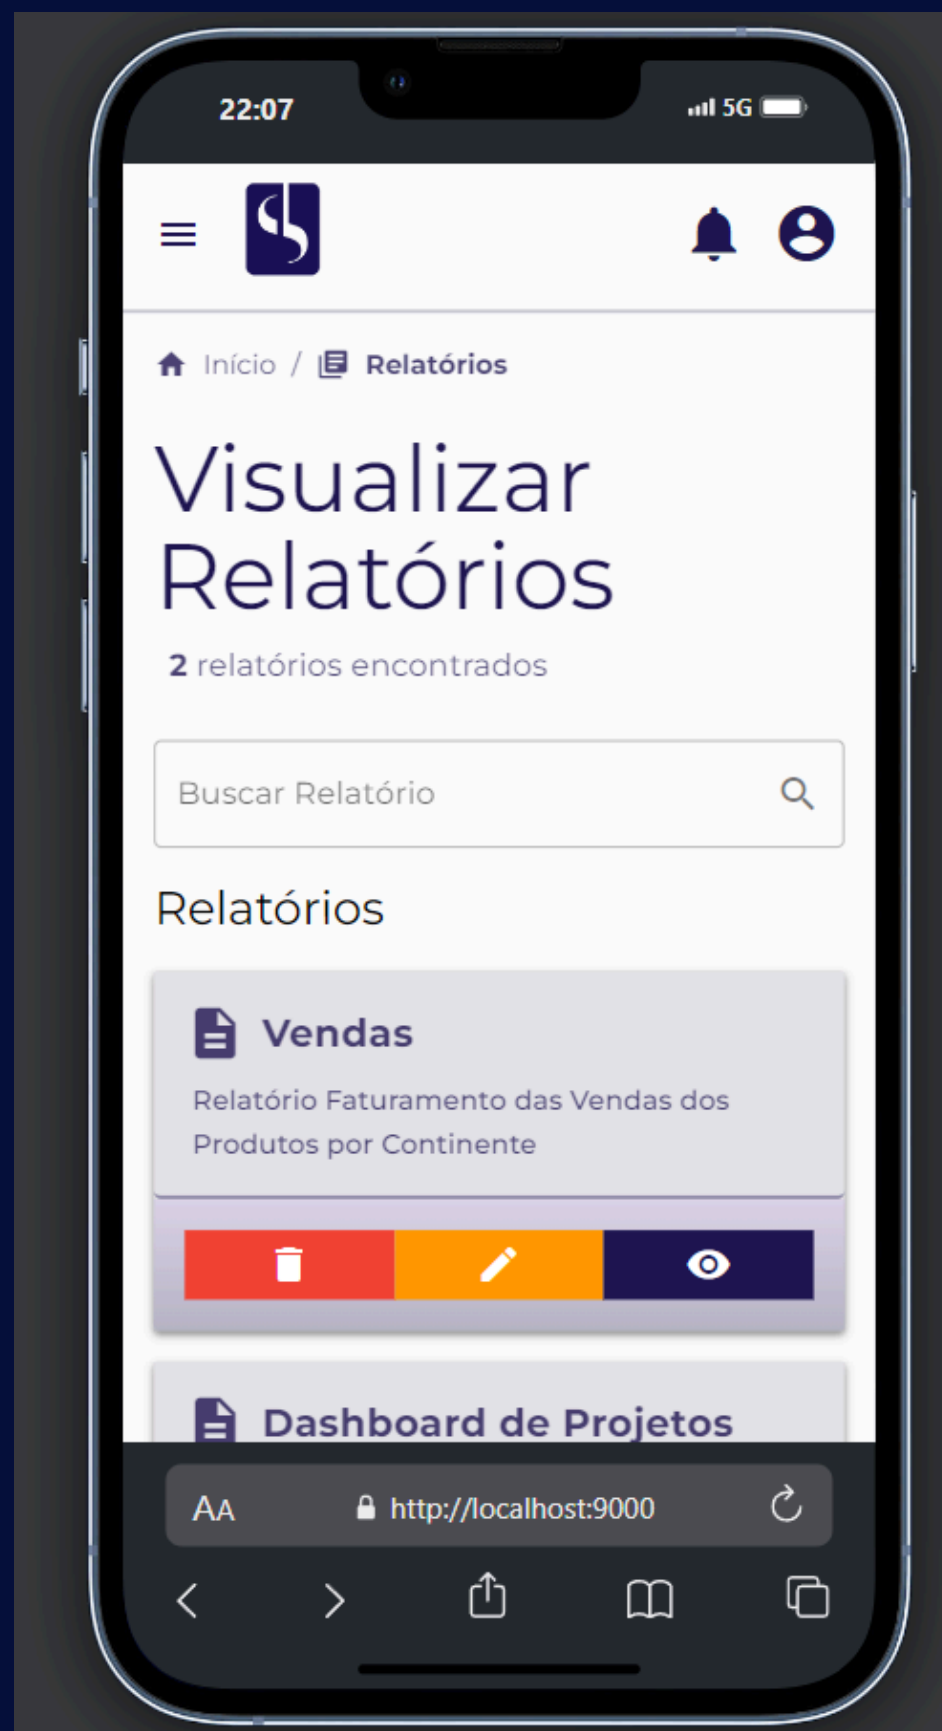 22:07
5G
Início / Relatórios
Visualizar
Relatórios
2 relatórios encontrados
Buscar Relatório
Relatórios
Vendas
Relatório Faturamento das Vendas dos
Produtos por Continente
Dashboard de Projetos
AA http://localhost:9000